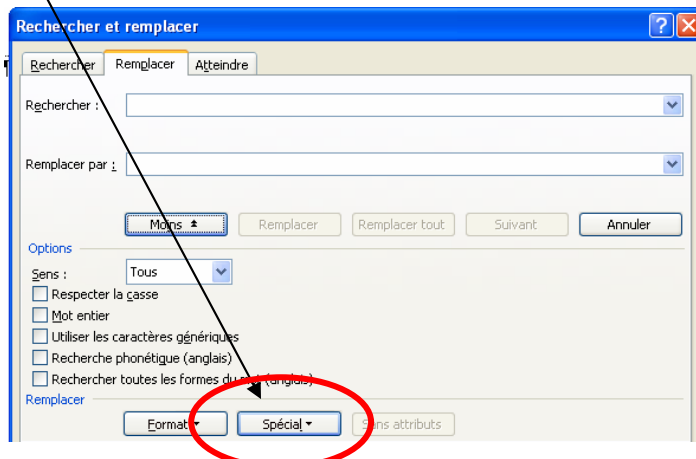 Rechercher et remplacer
Rechercher Remplacer Atteindre
Rechercher :
Remplacer par :
Moins Remplacer Remplacer tout Suivant Annuler
Options
Sens : Tous
Respecter la casse
Mot entier
Utiliser les caractères génériques
Recherche phonétique (anglais)
Rechercher toutes les formes du mot (anglais)
Remplacer
Format Spécial Sans attributs